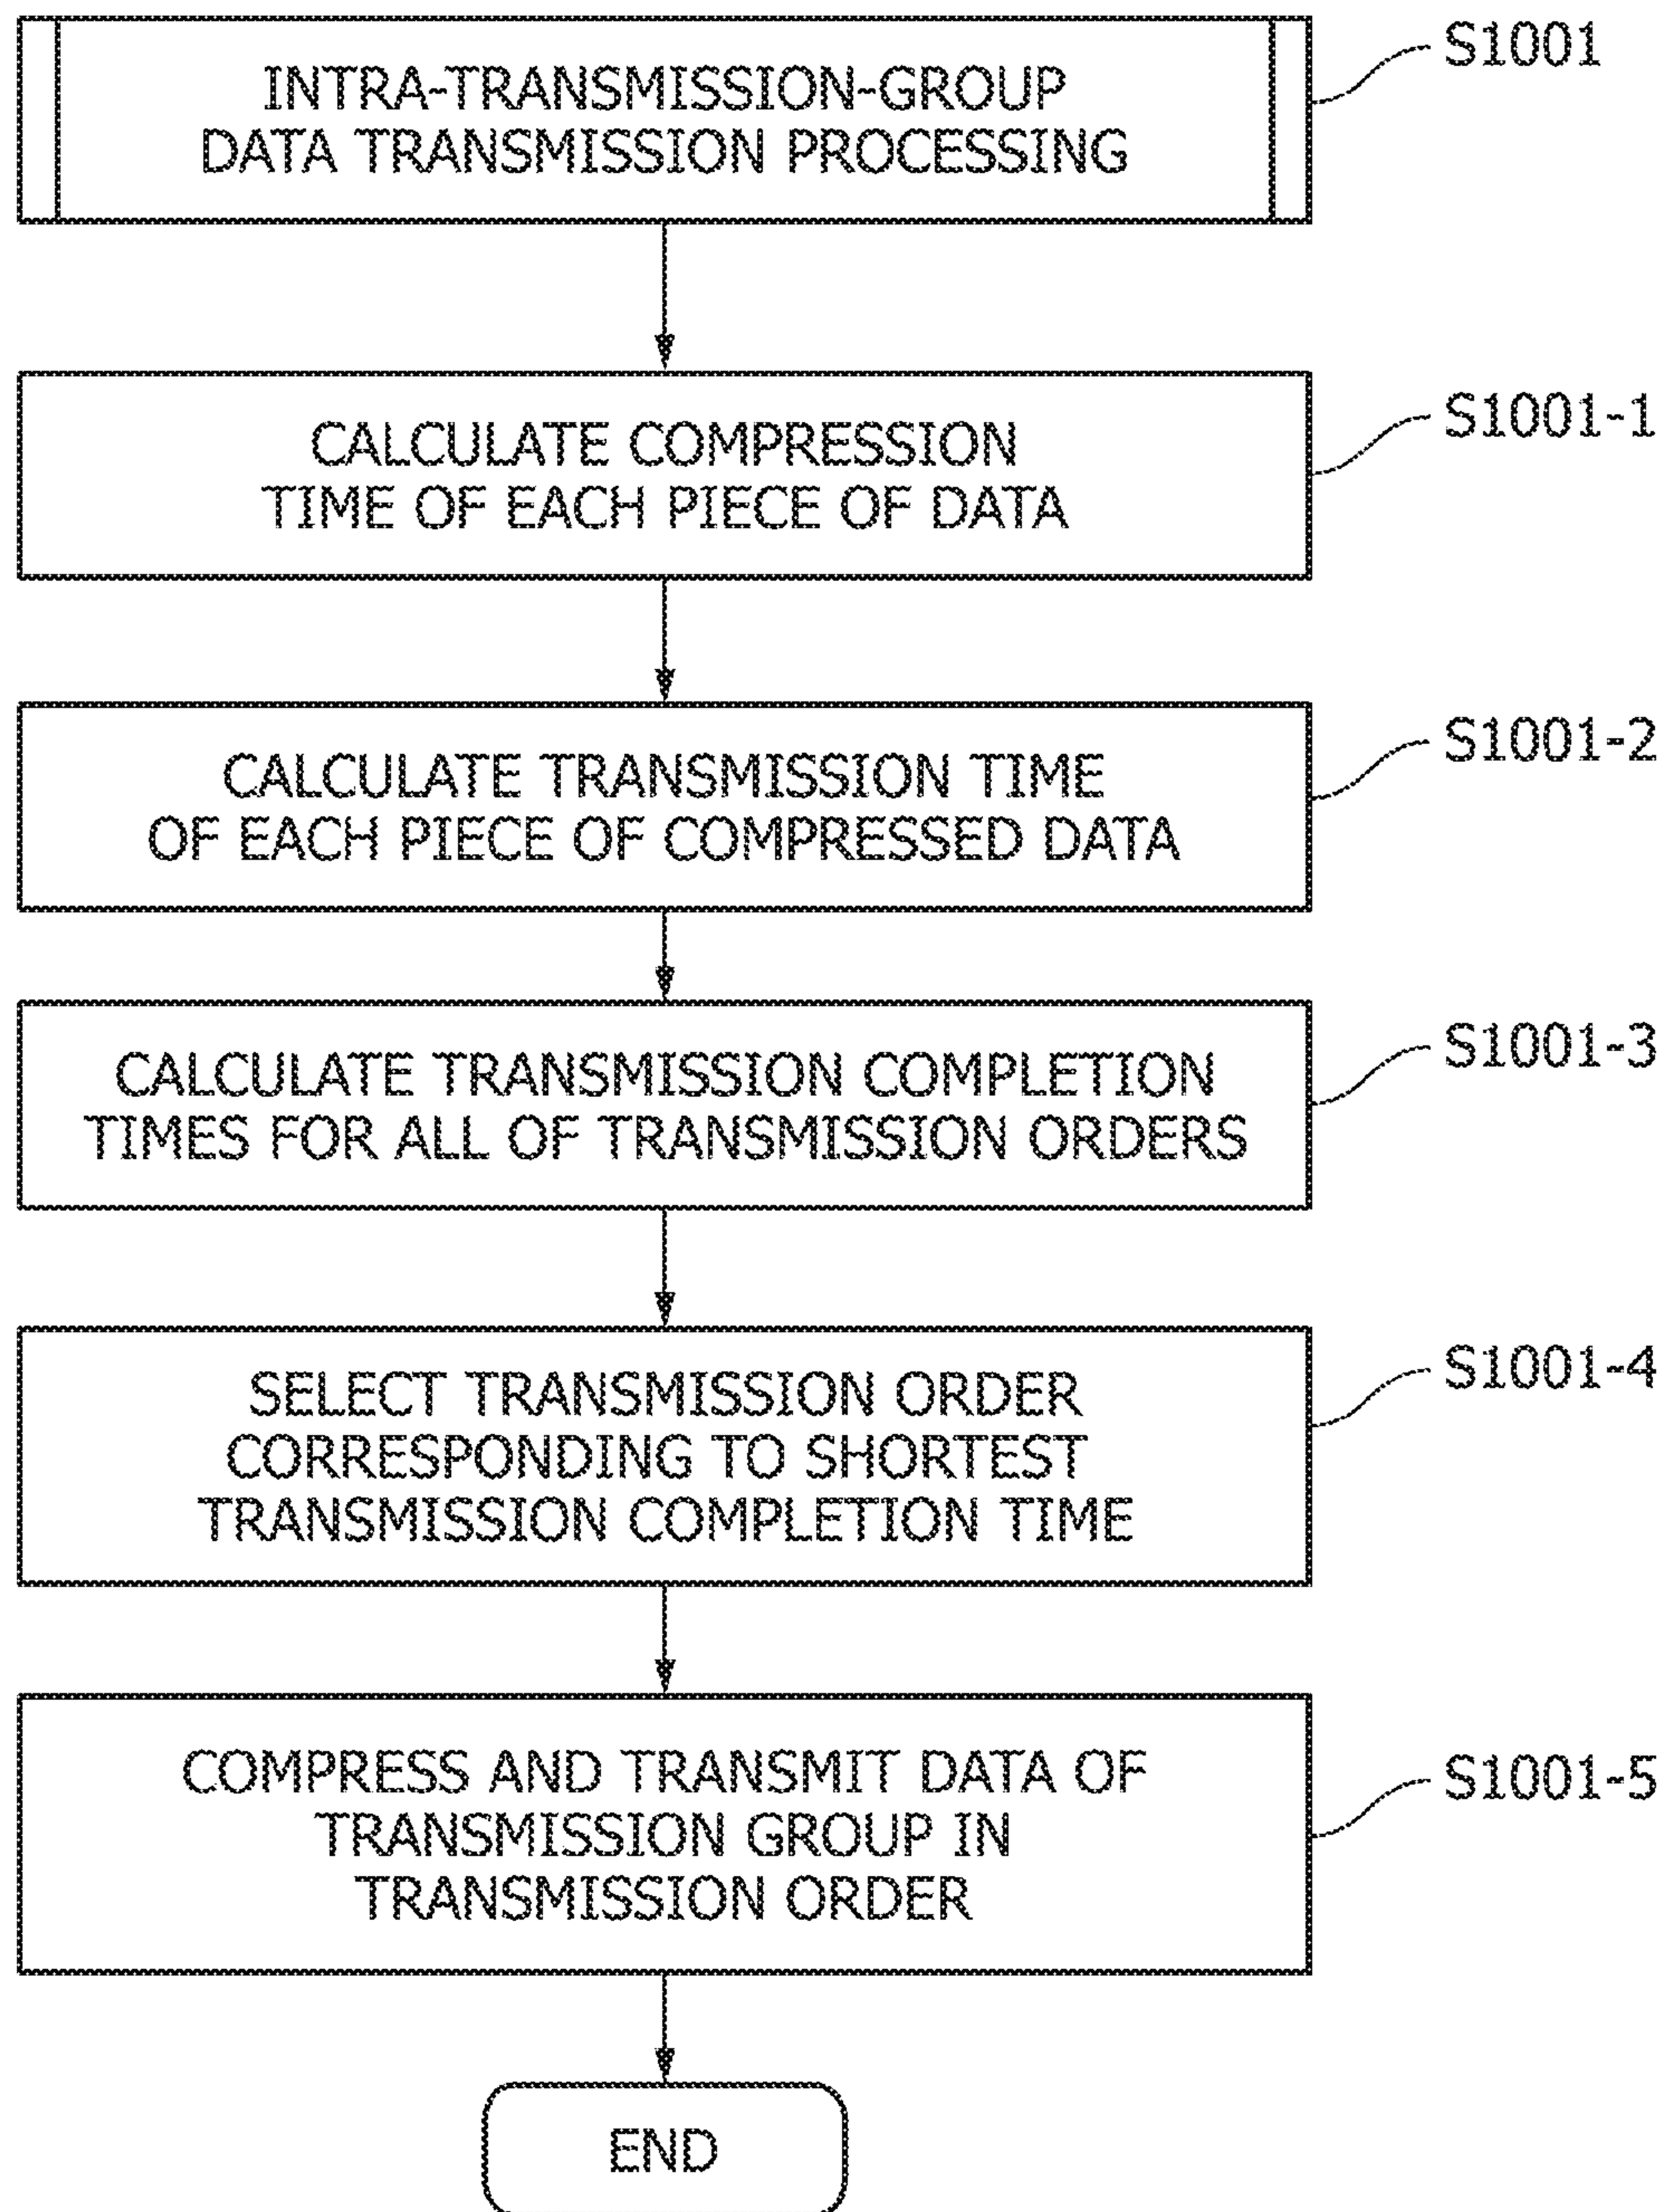 INTRA-TRANSMISSION-GROUP
DATA TRANSMISSION PROCESSING
S1001
CALCULATE COMPRESSION
TIME OF EACH PIECE OF DATA
S1001-1
CALCULATE TRANSMISSION TIME
OF EACH PIECE OF COMPRESSED DATA
S1001-2
CALCULATE TRANSMISSION COMPLETION
TIMES FOR ALL OF TRANSMISSION ORDERS
S1001-3
SELECT TRANSMISSION ORDER
CORRESPONDING TO SHORTEST
TRANSMISSION COMPLETION TIME
S1001-4
COMPRESS AND TRANSMIT DATA OF
TRANSMISSION GROUP IN
TRANSMISSION ORDER
S1001-5
END